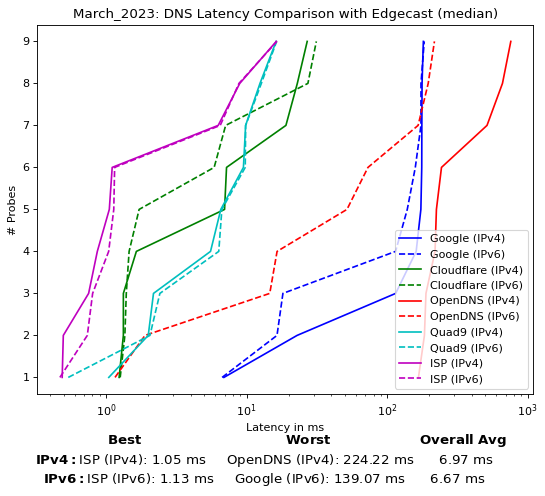 March_2023: DNS Latency Comparison with Edgecast (median)
# Probes
9
8
7
6
5
4
3
2
1
Google (IPv4)
Google (IPv6)
Cloudflare (IPv4)
Cloudflare (IPv6)
OpenDNS (IPv4)
OpenDNS (IPv6)
Quad9 (IPv4)
Quad9 (IPv6)
ISP (IPv4)
ISP (IPv6)
10⁰ 10¹ 10² 10³
Latency in ms
Best Worst Overall Avg
IPv4: ISP (IPv4): 1.05 ms OpenDNS (IPv4): 224.22 ms 6.97 ms
IPv6: ISP (IPv6): 1.13 ms Google (IPv6): 139.07 ms 6.67 ms